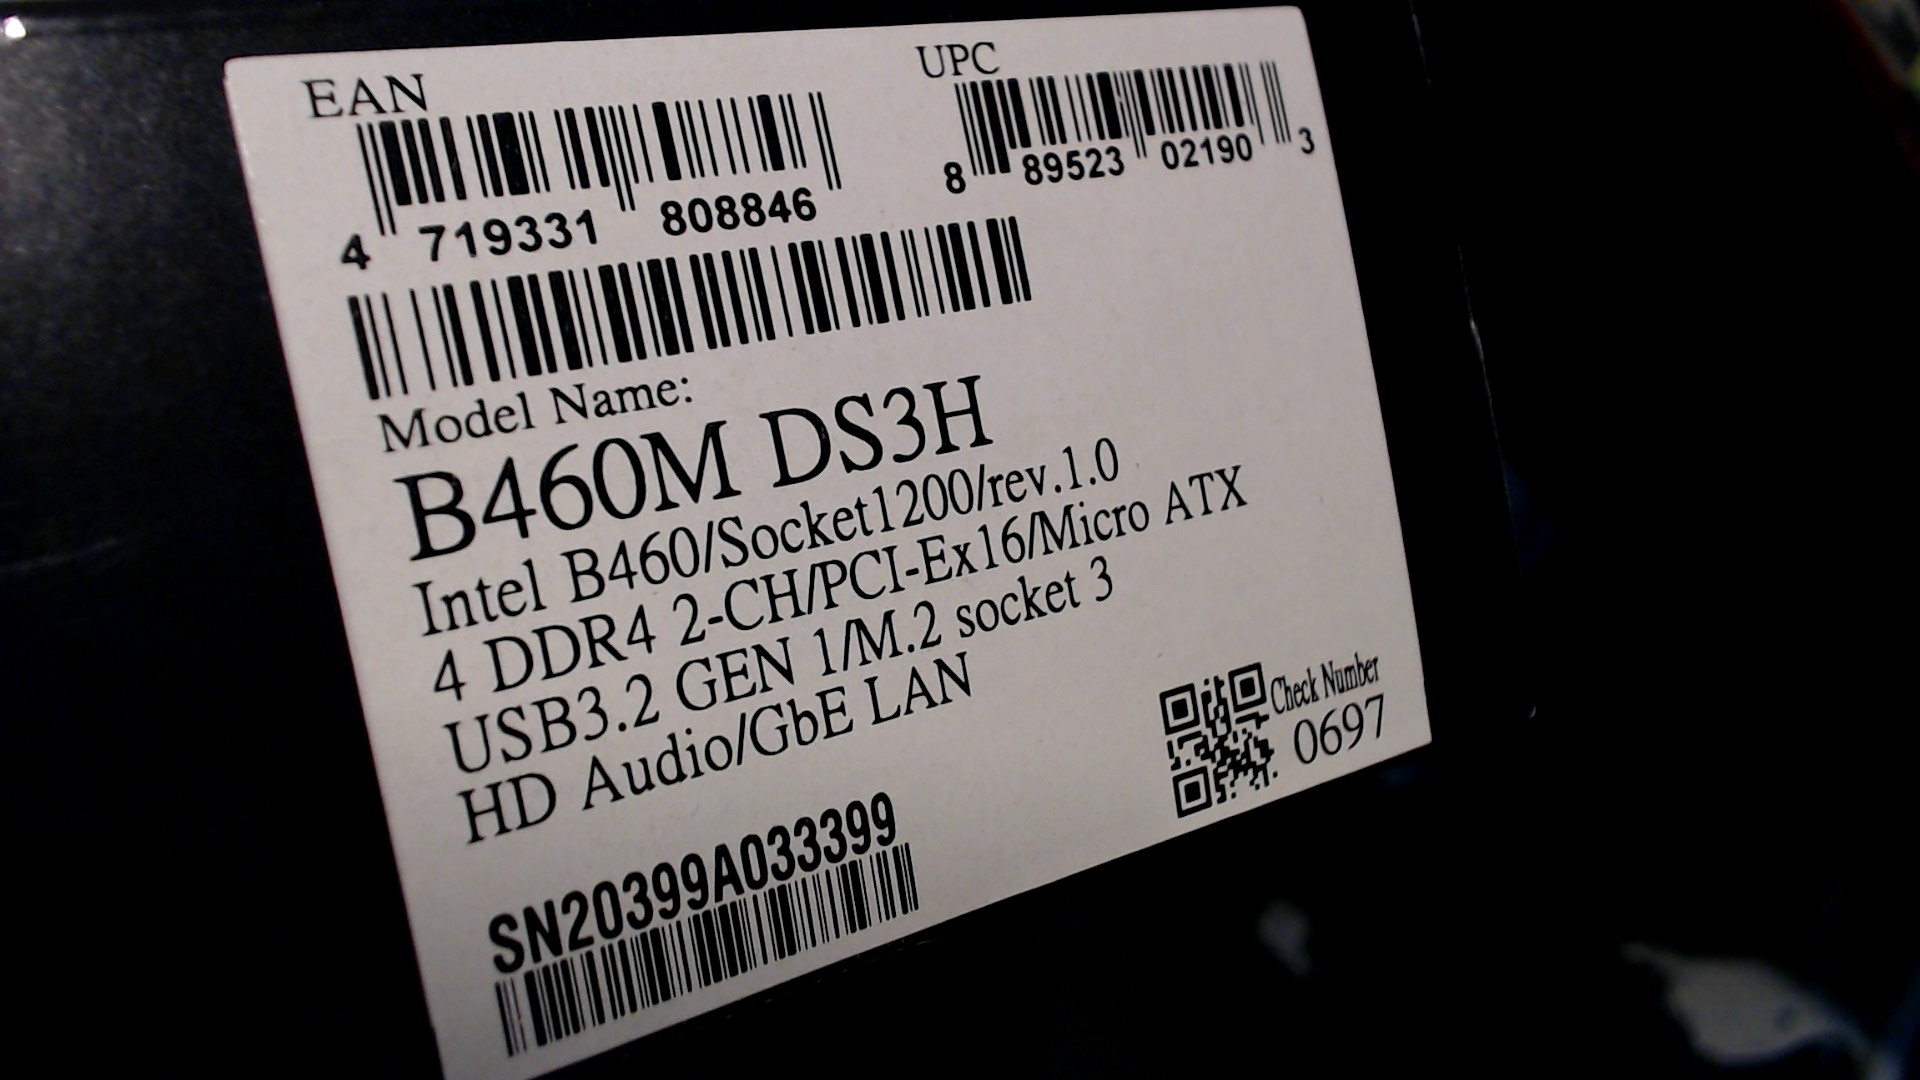 EAN
UPC
4 719331 808846
8 89523 02190 3
Model Name:
B460M DS3H
Intel B460/Socket1200/rev.1.0
4 DDR4 2-CH/PCI-Ex16/Micro ATX
USB3.2 GEN 1/M.2 socket 3
HD Audio/GbE LAN
Check Number
0697
SN20399A033399